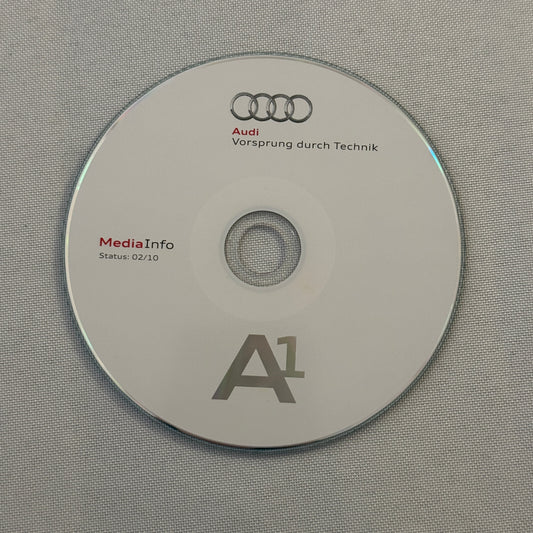 Audi
Vorsprung durch Technik
MediaInfo
Status: 02/10
A1